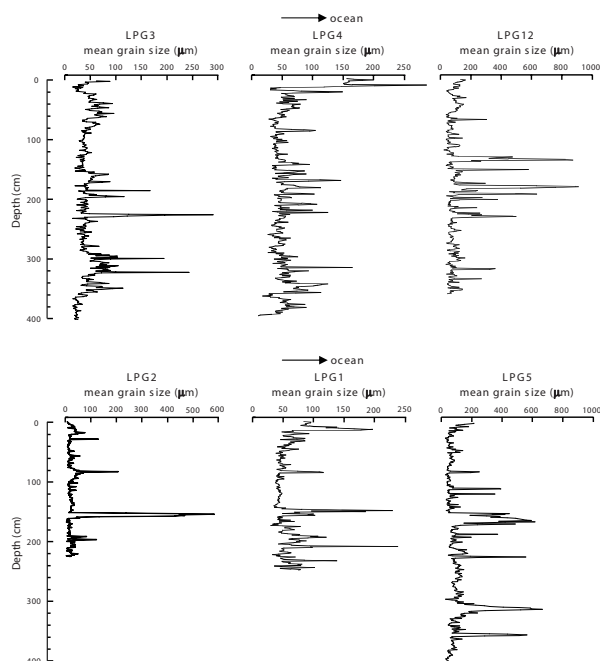 ocean
LPG3 LPG4 LPG12
mean grain size (μm) mean grain size (μm) mean grain size (μm)
0 50 100 150 200 250 300 0 50 100 150 200 250 0 200 400 600 800 1000
0
100
200
300
400
Depth (cm)
ocean
LPG2 LPG1 LPG5
mean grain size (μm) mean grain size (μm) mean grain size (μm)
0 100 200 300 400 500 600 0 50 100 150 200 250 0 200 400 600 800 1000
0
100
200
300
400
Depth (cm)